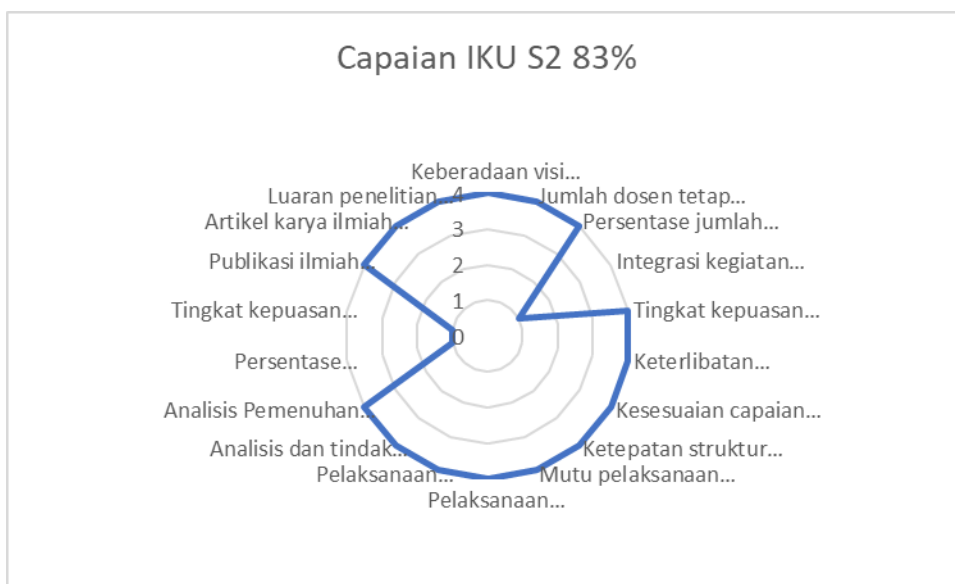 Capaian IKU S2 83%
Keberadaan visi...
Jumlah dosen tetap...
Persentase jumlah...
Integrasi kegiatan...
Tingkat kepuasan...
Keterlibatan...
Kesesuaian capaian...
Ketepatan struktur...
Mutu pelaksanaan...
Pelaksanaan...
Pelaksanaan...
Analisis dan tindak...
Analisis Pemenuhan...
Persentase...
Tingkat kepuasan...
Publikasi ilmiah...
Artikel karya ilmiah...
Luaran penelitian...
4
3
2
1
0